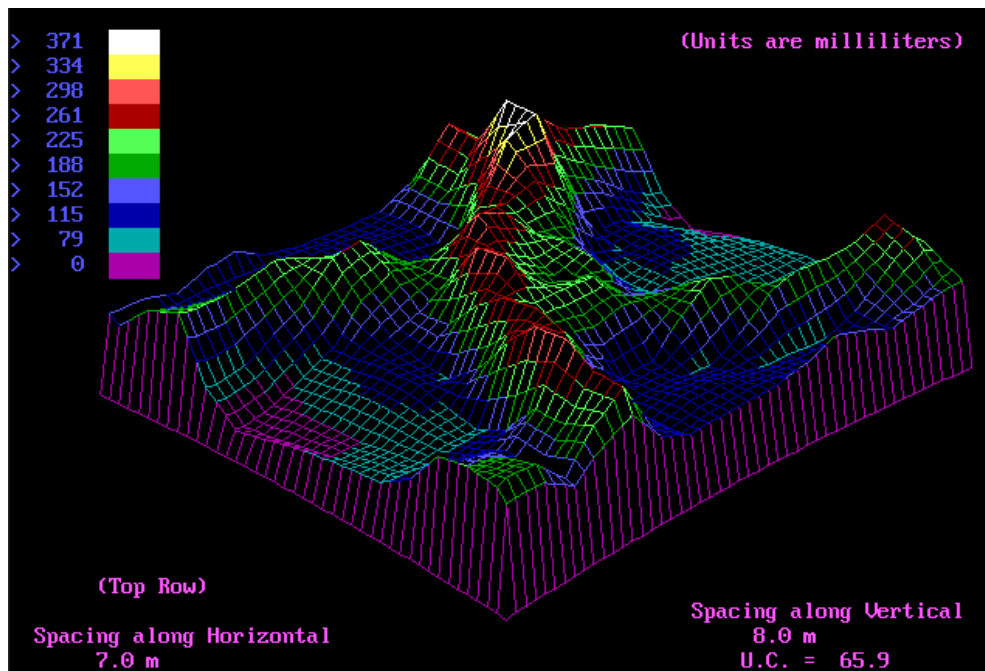 > 371
> 334
> 298
> 261
> 225
> 188
> 152
> 115
> 79
> 0
(Units are milliliters)
(Top Row)
Spacing along Horizontal
7.0 m
Spacing along Vertical
8.0 m
U.C. = 65.9